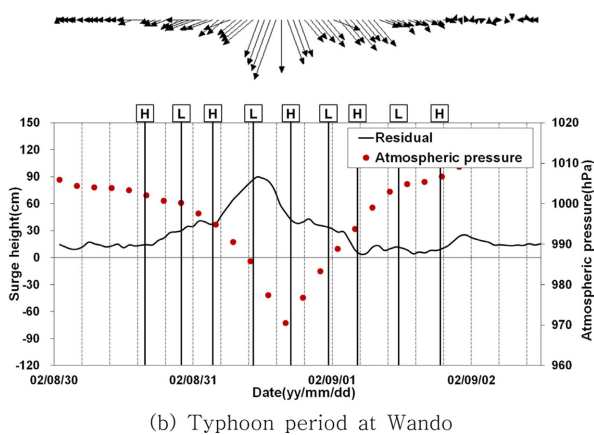 H L H L H L H L H
150 1020
Residual
Atmospheric pressure
120 1010
90
60 1000
30 990
0
-30 980
-60 970
-90
-120 960
Surge height(cm)
Atmospheric pressure(hPa)
02/08/30 02/08/31 02/09/01 02/09/02
Date(yy/mm/dd)
(b) Typhoon period at Wando